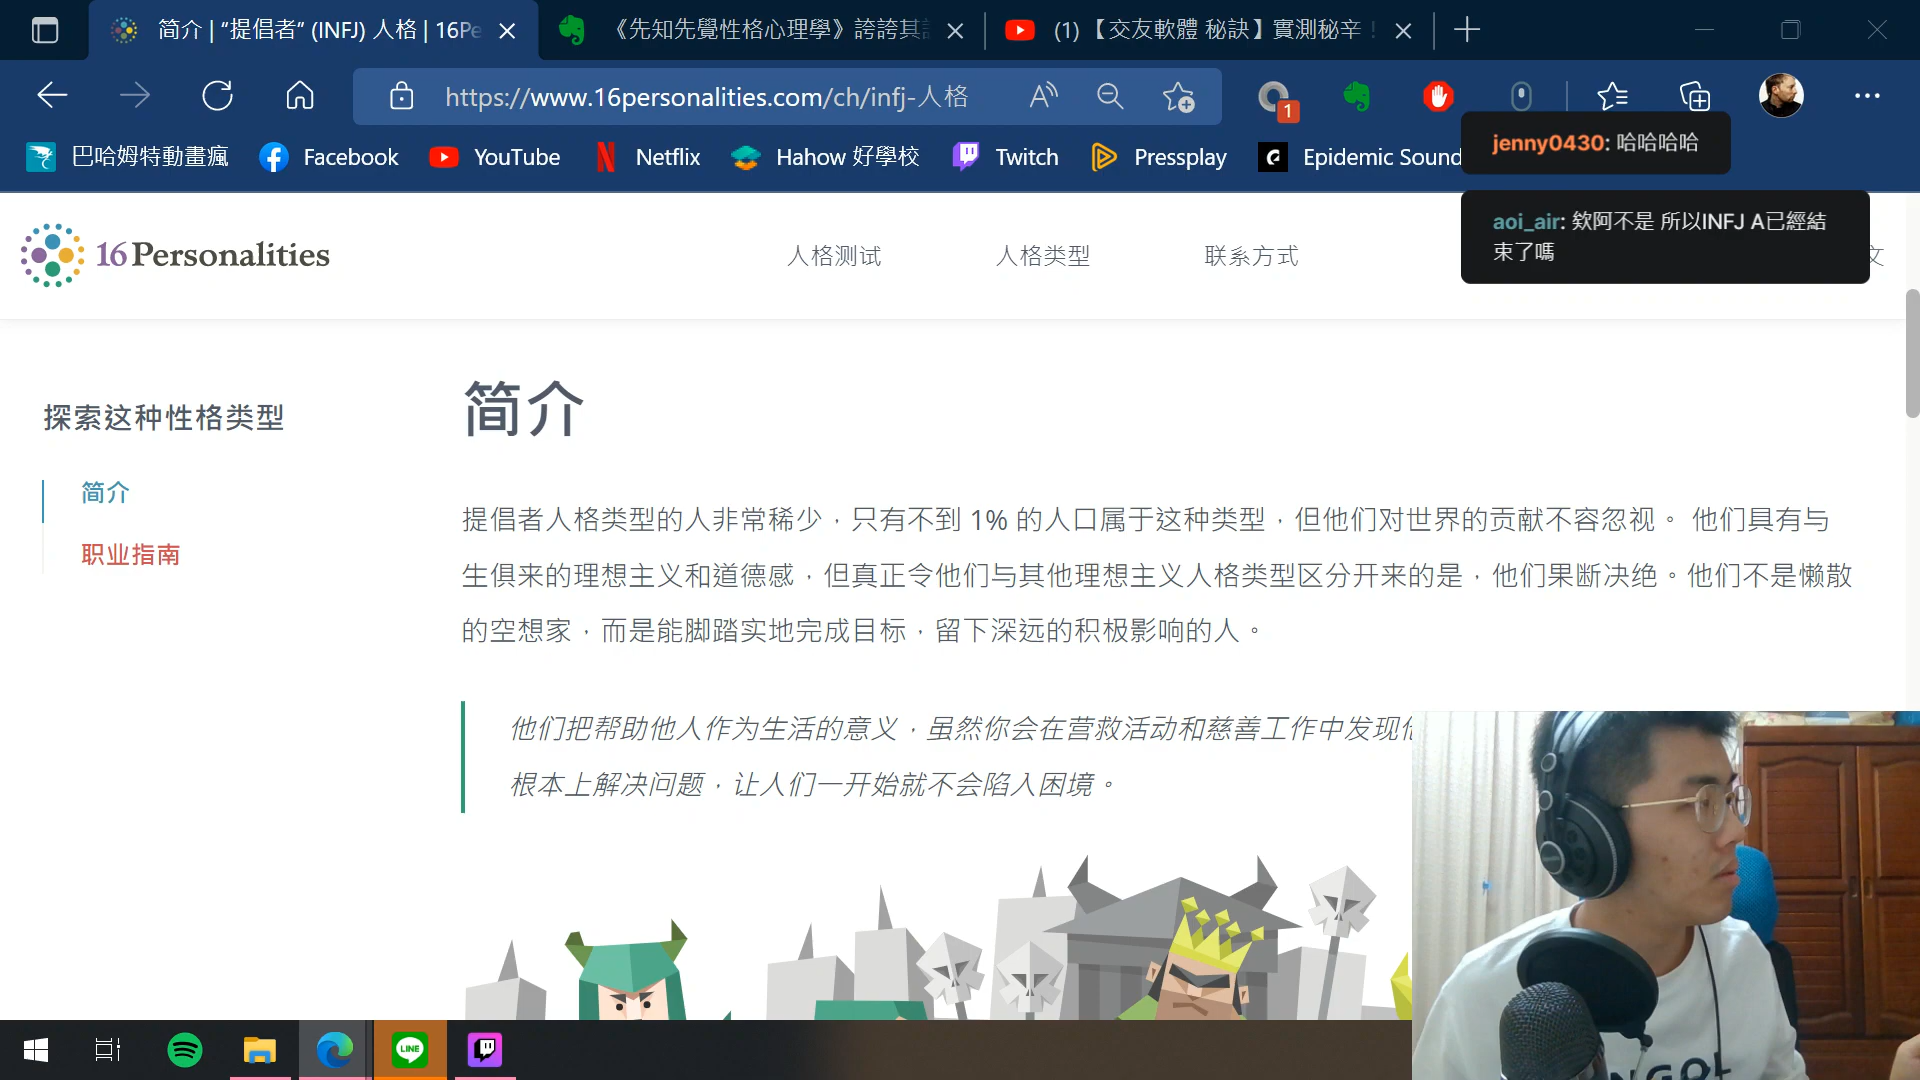 简介 | “提倡者” (INFJ) 人格 | 16Pe
《先知先覺性格心理學》誇誇其
(1) 【交友軟體 秘訣】實測秘辛！
https://www.16personalities.com/ch/infj-人格
1
巴哈姆特動畫瘋
Facebook
YouTube
Netflix
Hahow 好學校
Twitch
Pressplay
Epidemic Sound
jenny0430: 哈哈哈哈
aoi_air: 欸阿不是 所以INFJ A已經結
束了嗎
16Personalities
人格测试
人格类型
联系方式
文
探索这种性格类型
简介
职业指南
简介
提倡者人格类型的人非常稀少，只有不到 1% 的人口属于这种类型，但他们对世界的贡献不容忽视。 他们具有与
生俱来的理想主义和道德感，但真正令他们与其他理想主义人格类型区分开来的是，他们果断决绝。他们不是懒散
的空想家，而是能脚踏实地完成目标，留下深远的积极影响的人。
他们把帮助他人作为生活的意义，虽然你会在营救活动和慈善工作中发现
根本上解决问题，让人们一开始就不会陷入困境。
LINE